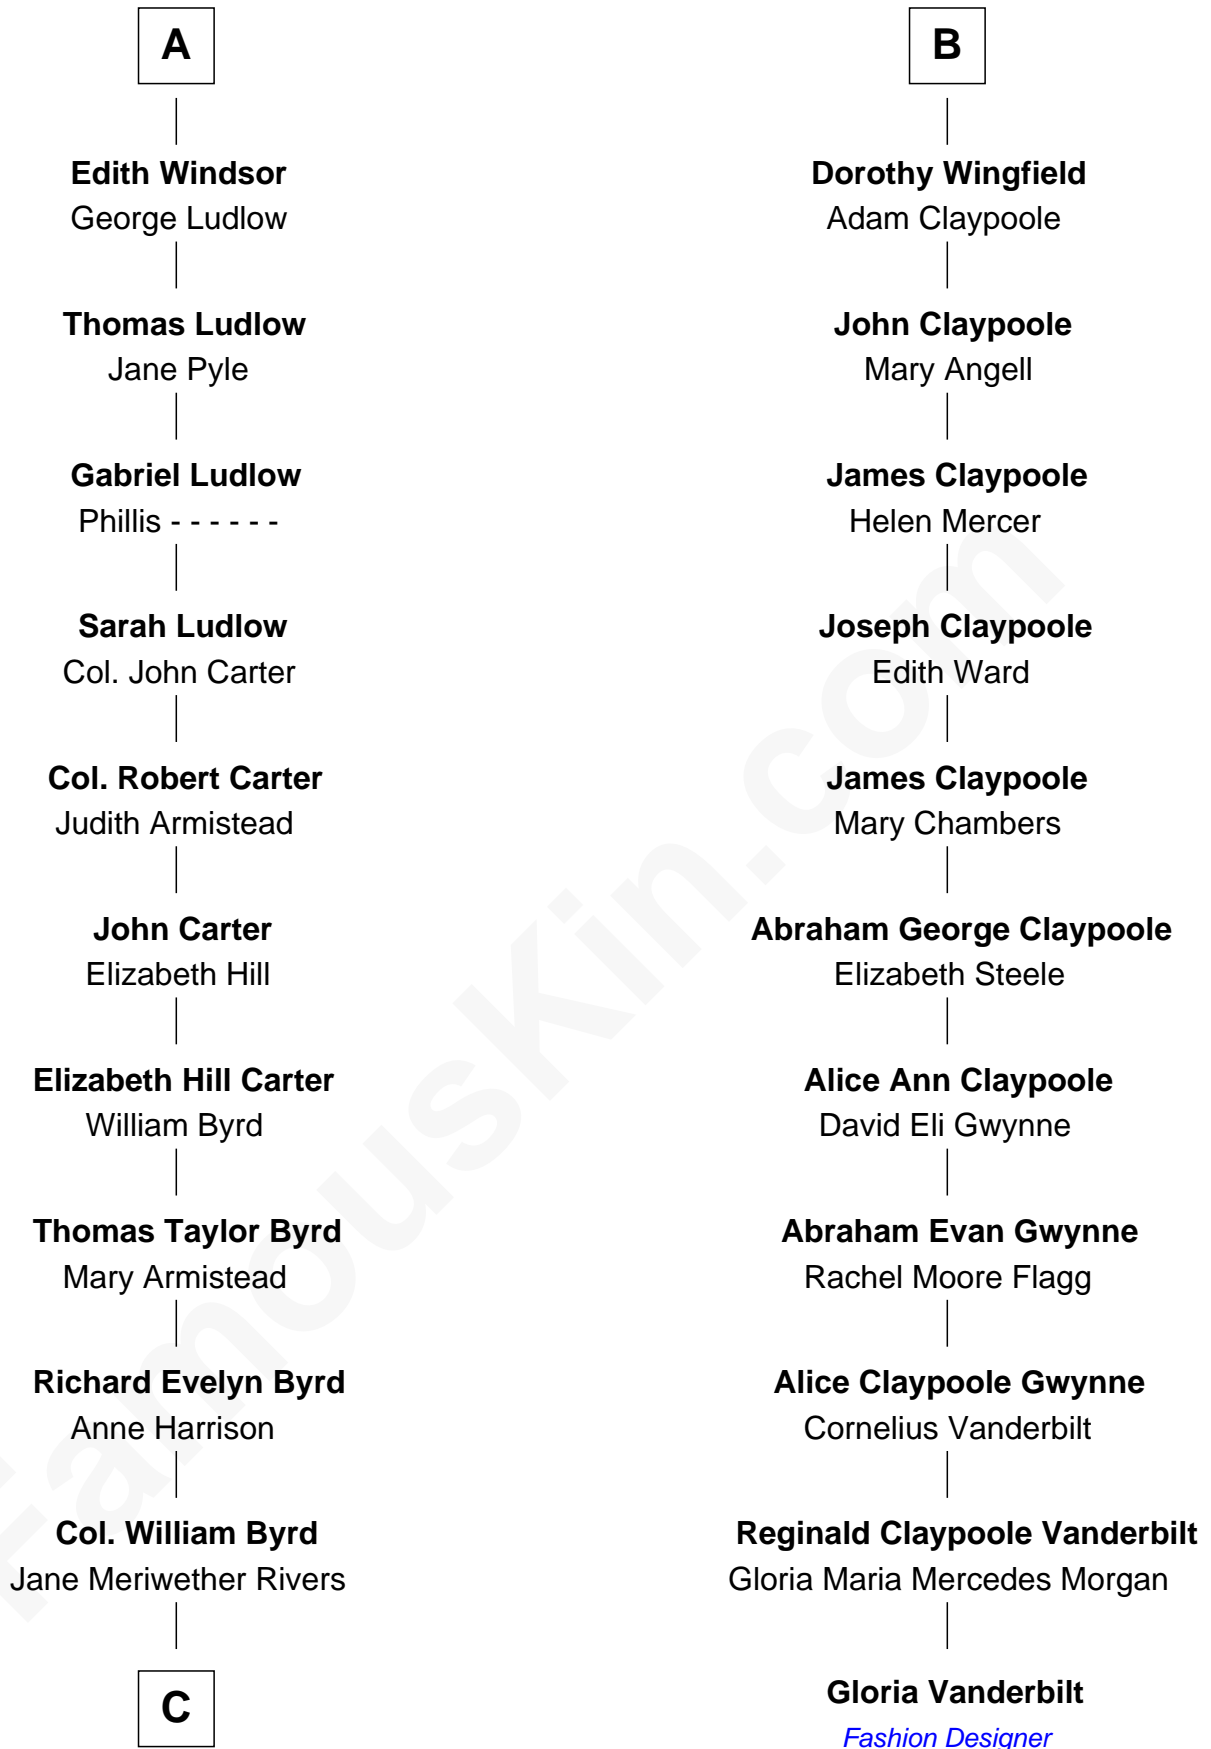 A
Edith Windsor
George Ludlow
Thomas Ludlow
Jane Pyle
Gabriel Ludlow
Phillis - - - - - -
Sarah Ludlow
Col. John Carter
Col. Robert Carter
Judith Armistead
John Carter
Elizabeth Hill
Elizabeth Hill Carter
William Byrd
Thomas Taylor Byrd
Mary Armistead
Richard Evelyn Byrd
Anne Harrison
Col. William Byrd
Jane Meriwether Rivers
C
B
Dorothy Wingfield
Adam Claypoole
John Claypoole
Mary Angell
James Claypoole
Helen Mercer
Joseph Claypoole
Edith Ward
James Claypoole
Mary Chambers
Abraham George Claypoole
Elizabeth Steele
Alice Ann Claypoole
David Eli Gwynne
Abraham Evan Gwynne
Rachel Moore Flagg
Alice Claypoole Gwynne
Cornelius Vanderbilt
Reginald Claypoole Vanderbilt
Gloria Maria Mercedes Morgan
Gloria Vanderbilt
Fashion Designer
FamousKin.com